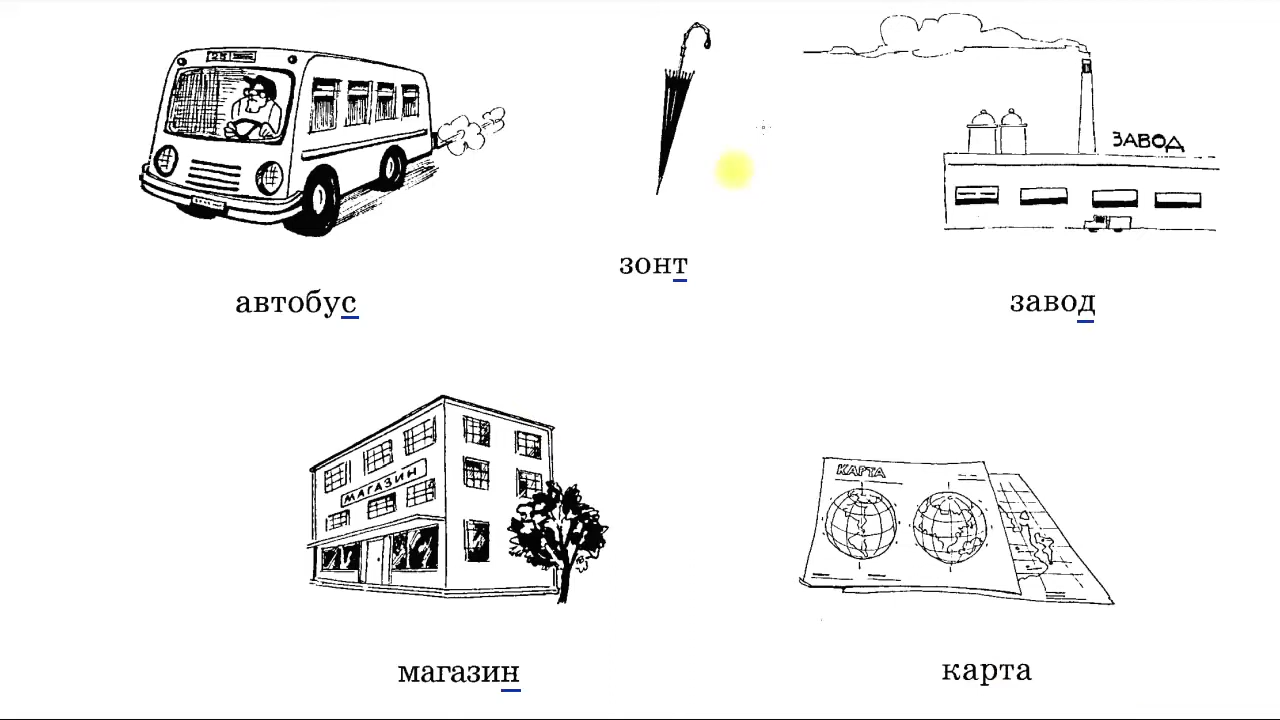 ЗАВОД
зонт
автобус
завод
МАГАЗИН
КАРТА
магазин
карта